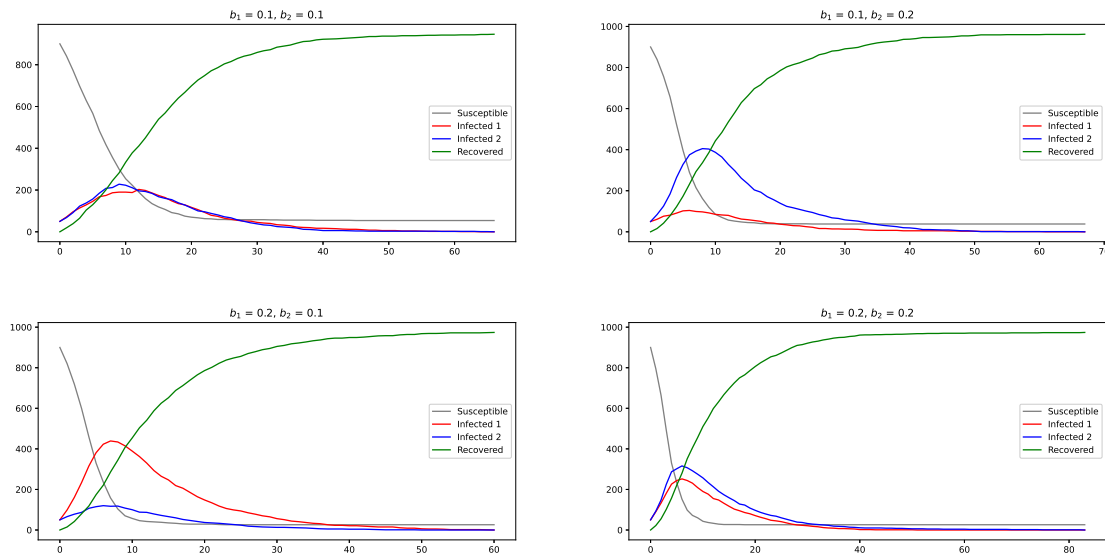 b₁ = 0.1, b₂ = 0.1
800
600
400
200
0
0 10 20 30 40 50 60
Susceptible
Infected 1
Infected 2
Recovered
b₁ = 0.1, b₂ = 0.2
1000
800
600
400
200
0
0 10 20 30 40 50 60 70
Susceptible
Infected 1
Infected 2
Recovered
b₁ = 0.2, b₂ = 0.1
1000
800
600
400
200
0
0 10 20 30 40 50 60
Susceptible
Infected 1
Infected 2
Recovered
b₁ = 0.2, b₂ = 0.2
1000
800
600
400
200
0
0 20 40 60 80
Susceptible
Infected 1
Infected 2
Recovered